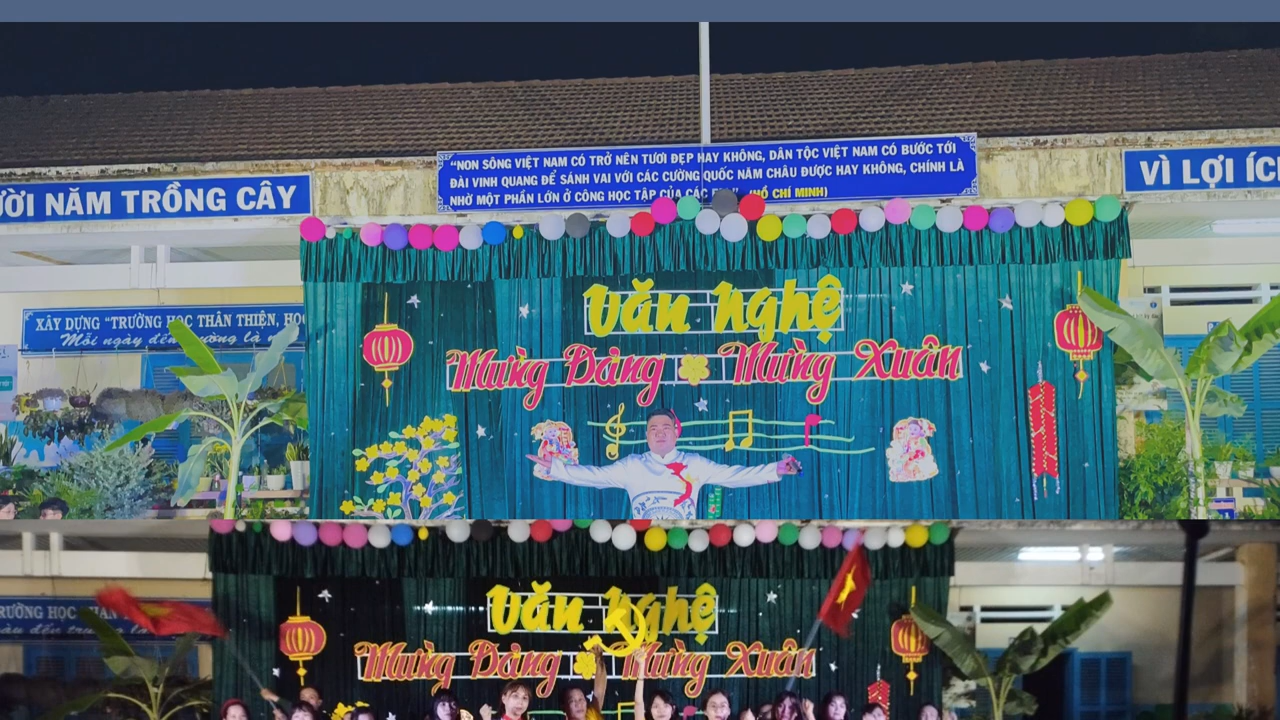 ƯỜI NĂM TRỒNG CÂY
"NON SÔNG VIỆT NAM CÓ TRỞ NÊN TƯƠI ĐẸP HAY KHÔNG, DÂN TỘC VIỆT NAM CÓ BƯỚC TỚI
ĐÀI VINH QUANG ĐỂ SÁNH VAI VỚI CÁC CƯỜNG QUỐC NĂM CHÂU ĐƯỢC HAY KHÔNG, CHÍNH LÀ
NHỜ MỘT PHẦN LỚN Ở CÔNG HỌC TẬP CỦA CÁC (HỒ CHÍ MINH)
VÌ LỢI ÍC
XÂY DỰNG "TRƯỜNG HỌC THÂN THIỆN, HỌC
Mỗi ngày đến trường là
Văn Nghệ
Mừng Đảng Mừng Xuân
TRƯỜNG HỌC THÂN
đến
Văn Nghệ
Mừng Đảng Mừng Xuân